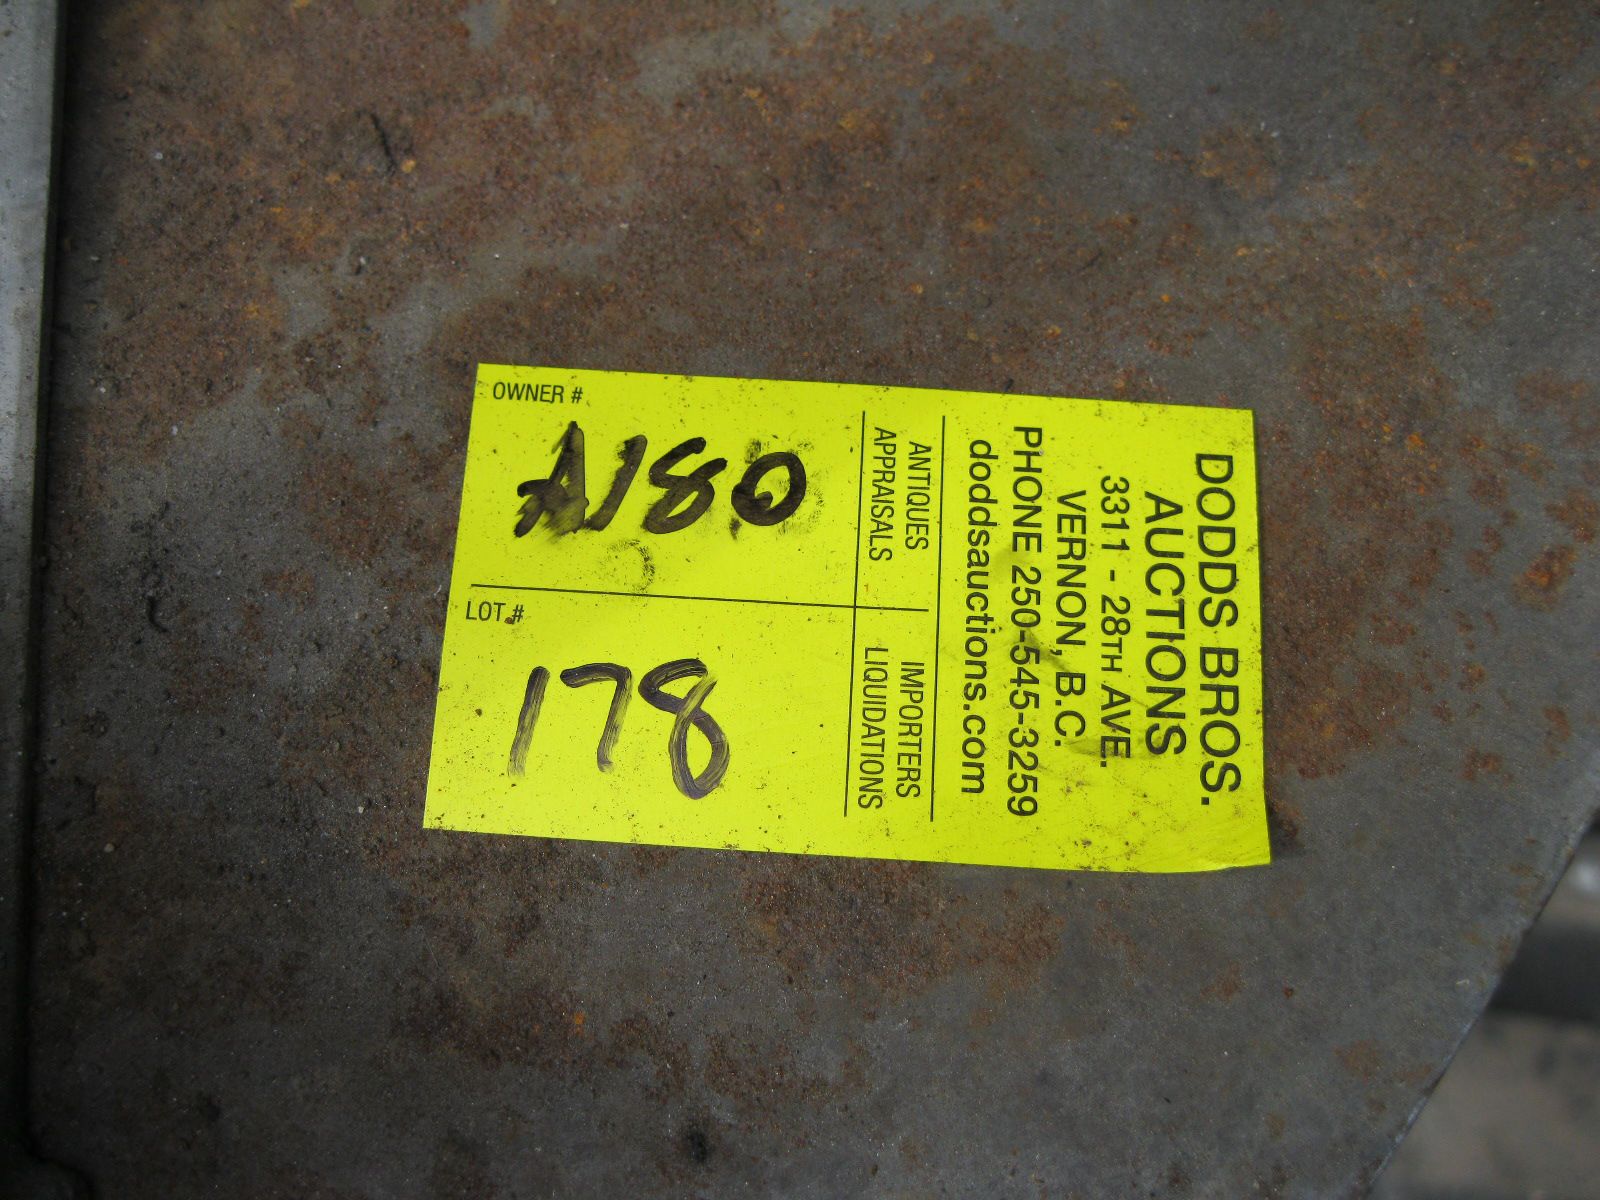 DODDS BROS.
AUCTIONS
3311 - 28TH AVE.
VERNON, B.C.
PHONE 250-545-3259
doddsauctions.com
ANTIQUES
APPRAISALS
IMPORTERS
LIQUIDATIONS
OWNER #
A180
LOT #
178